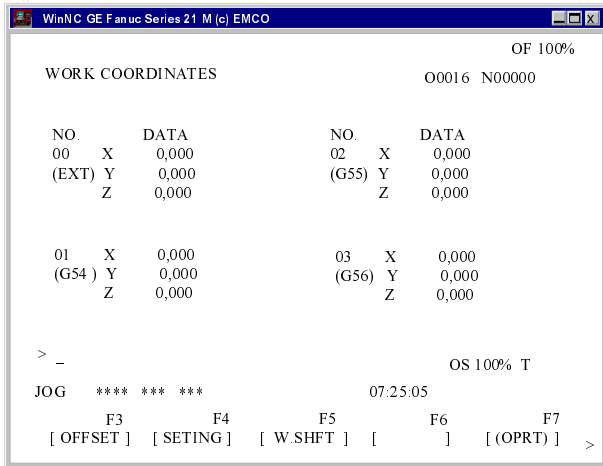 WinNC GE Fanuc Series 21 M (c) EMCO
OF 100%
WORK COORDINATES O0016 N00000
NO. DATA NO. DATA
00 X 0,000 02 X 0,000
(EXT) Y 0,000 (G55) Y 0,000
Z 0,000 Z 0,000
01 X 0,000 03 X 0,000
(G54 ) Y 0,000 (G56) Y 0,000
Z 0,000 Z 0,000
> _
OS 100% T
JOG **** *** *** 07:25:05
F3 F4 F5 F6 F7
[ OFFSET ] [ SETING ] [ W.SHFT ] [ ] [ (OPRT) ] >